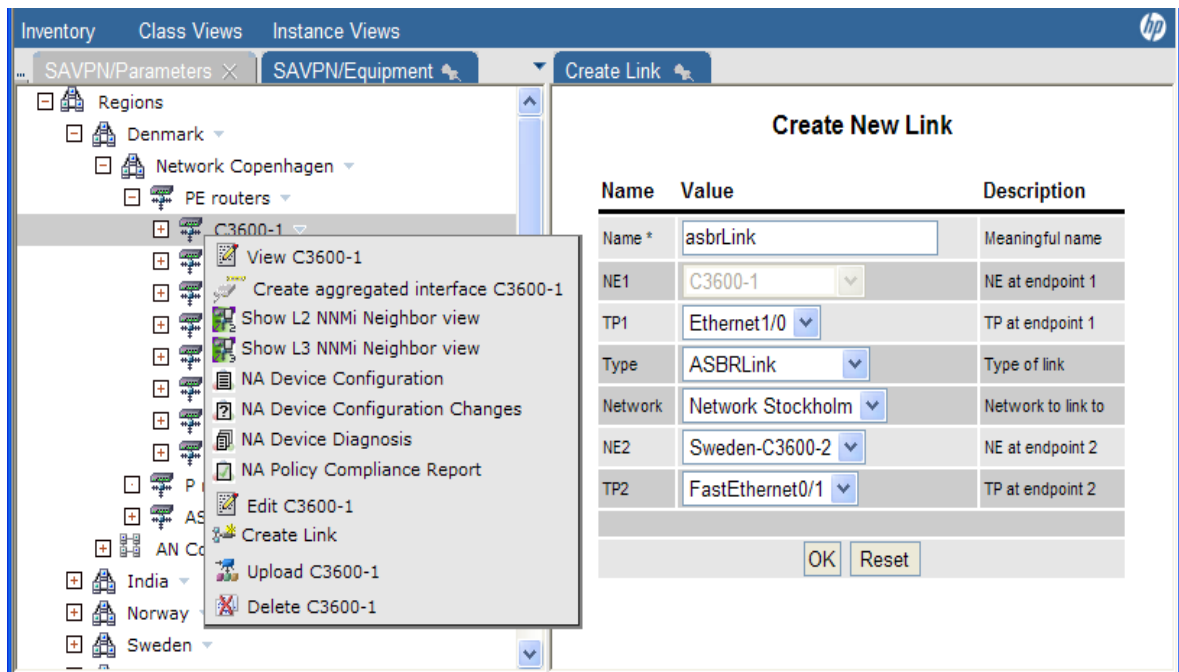 Inventory Class Views Instance Views hp
... SAVPN/Parameters SAVPN/Equipment Create Link
Regions
Denmark
Network Copenhagen
PE routers
C3600-1
View C3600-1
Create aggregated interface C3600-1
Show L2 NNMi Neighbor view
Show L3 NNMi Neighbor view
NA Device Configuration
NA Device Configuration Changes
NA Device Diagnosis
NA Policy Compliance Report
Edit C3600-1
Create Link
Upload C3600-1
Delete C3600-1
P
AS
AN Co
India
Norway
Sweden
Create New Link
Name Value Description
Name * asbrLink Meaningful name
NE1 C3600-1 NE at endpoint 1
TP1 Ethernet1/0 TP at endpoint 1
Type ASBRLink Type of link
Network Network Stockholm Network to link to
NE2 Sweden-C3600-2 NE at endpoint 2
TP2 FastEthernet0/1 TP at endpoint 2
OK Reset